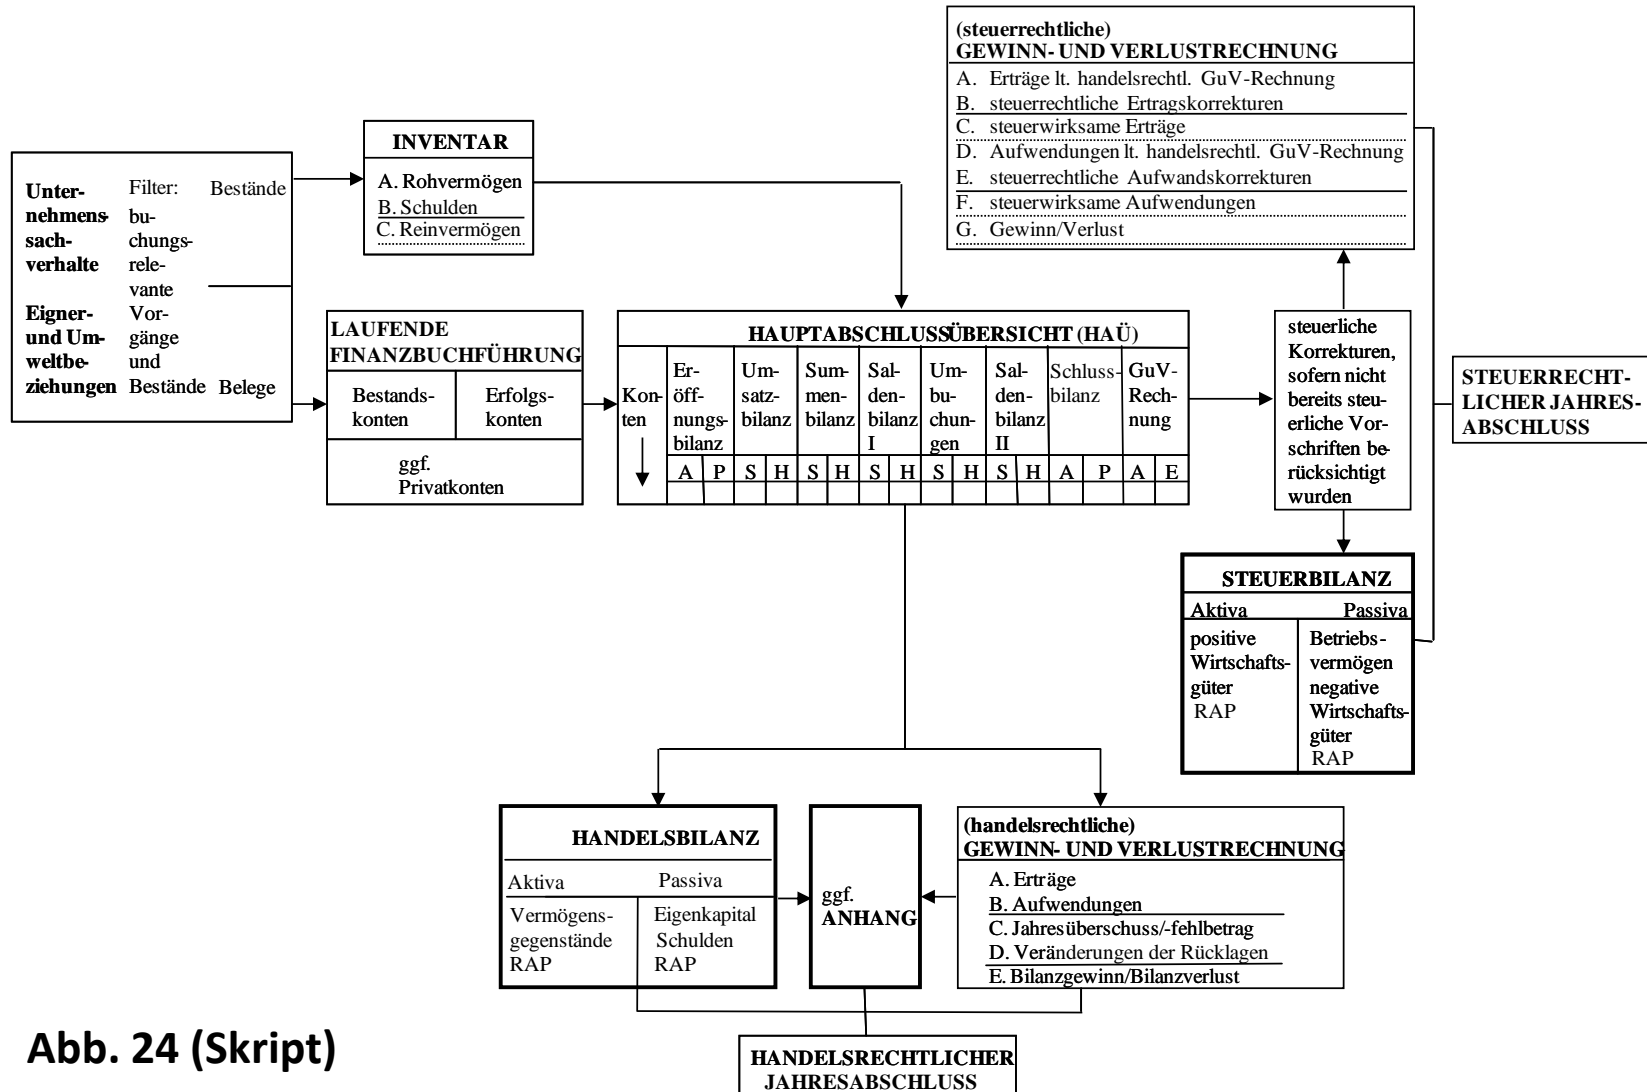 (steuerrechtliche)
GEWINN- UND VERLUSTRECHNUNG
A. Erträge lt. handelsrechtl. GuV-Rechnung
B. steuerrechtliche Ertragskorrekturen
C. steuerwirksame Erträge
D. Aufwendungen lt. handelsrechtl. GuV-Rechnung
E. steuerrechtliche Aufwandskorrekturen
F. steuerwirksame Aufwendungen
G. Gewinn/Verlust
INVENTAR
A. Rohvermögen
B. Schulden
C. Reinvermögen
Unter-
nehmens-
sach-
verhalte
Eigner-
und Um-
weltbe-
ziehungen
Filter:
bu-
chungs-
rele-
vante
Vor-
gänge
und
Bestände
Bestände
Belege
LAUFENDE
FINANZBUCHFÜHRUNG
Bestands-
konten
Erfolgs-
konten
ggf.
Privatkonten
HAUPTABSCHLUSSÜBERSICHT (HAÜ)
Kon-
ten
Er-
öff-
nungs-
bilanz
Um-
satz-
bilanz
Sum-
men-
bilanz
Sal-
den-
bilanz
I
Um-
bu-
chun-
gen
Sal-
den-
bilanz
II
Schluss-
bilanz
GuV-
Rech-
nung
A P S H S H S H S H S H A P A E
steuerliche
Korrekturen,
sofern nicht
bereits steu-
erliche Vor-
schriften be-
rücksichtigt
wurden
STEUERRECHT-
LICHER JAHRES-
ABSCHLUSS
STEUERBILANZ
Aktiva Passiva
positive
Wirtschafts-
güter
RAP
Betriebs-
vermögen
negative
Wirtschafts-
güter
RAP
HANDELSBILANZ
Aktiva Passiva
Vermögens-
gegenstände
RAP
Eigenkapital
Schulden
RAP
ggf.
ANHANG
(handelsrechtliche)
GEWINN- UND VERLUSTRECHNUNG
A. Erträge
B. Aufwendungen
C. Jahresüberschuss/-fehlbetrag
D. Veränderungen der Rücklagen
E. Bilanzgewinn/Bilanzverlust
HANDELSRECHTLICHER
JAHRESABSCHLUSS
Abb. 24 (Skript)